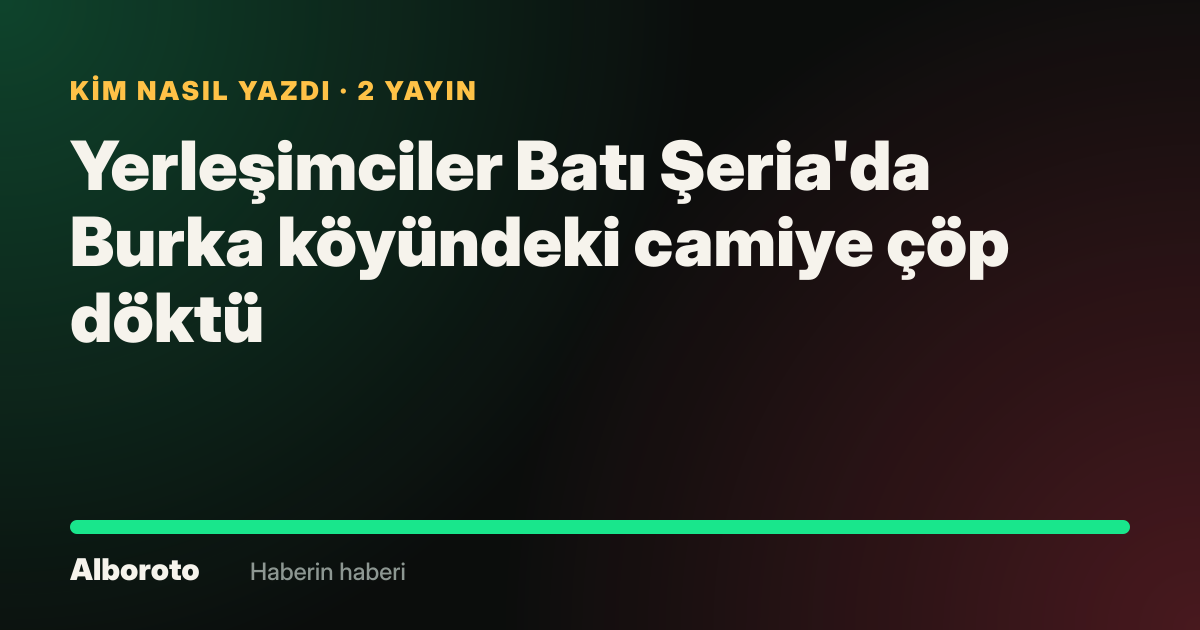 KİM NASIL YAZDI · 2 YAYIN
Yerleşimciler Batı Şeria'da
Burka köyündeki camiye çöp
döktü
Alboroto Haberin haberi